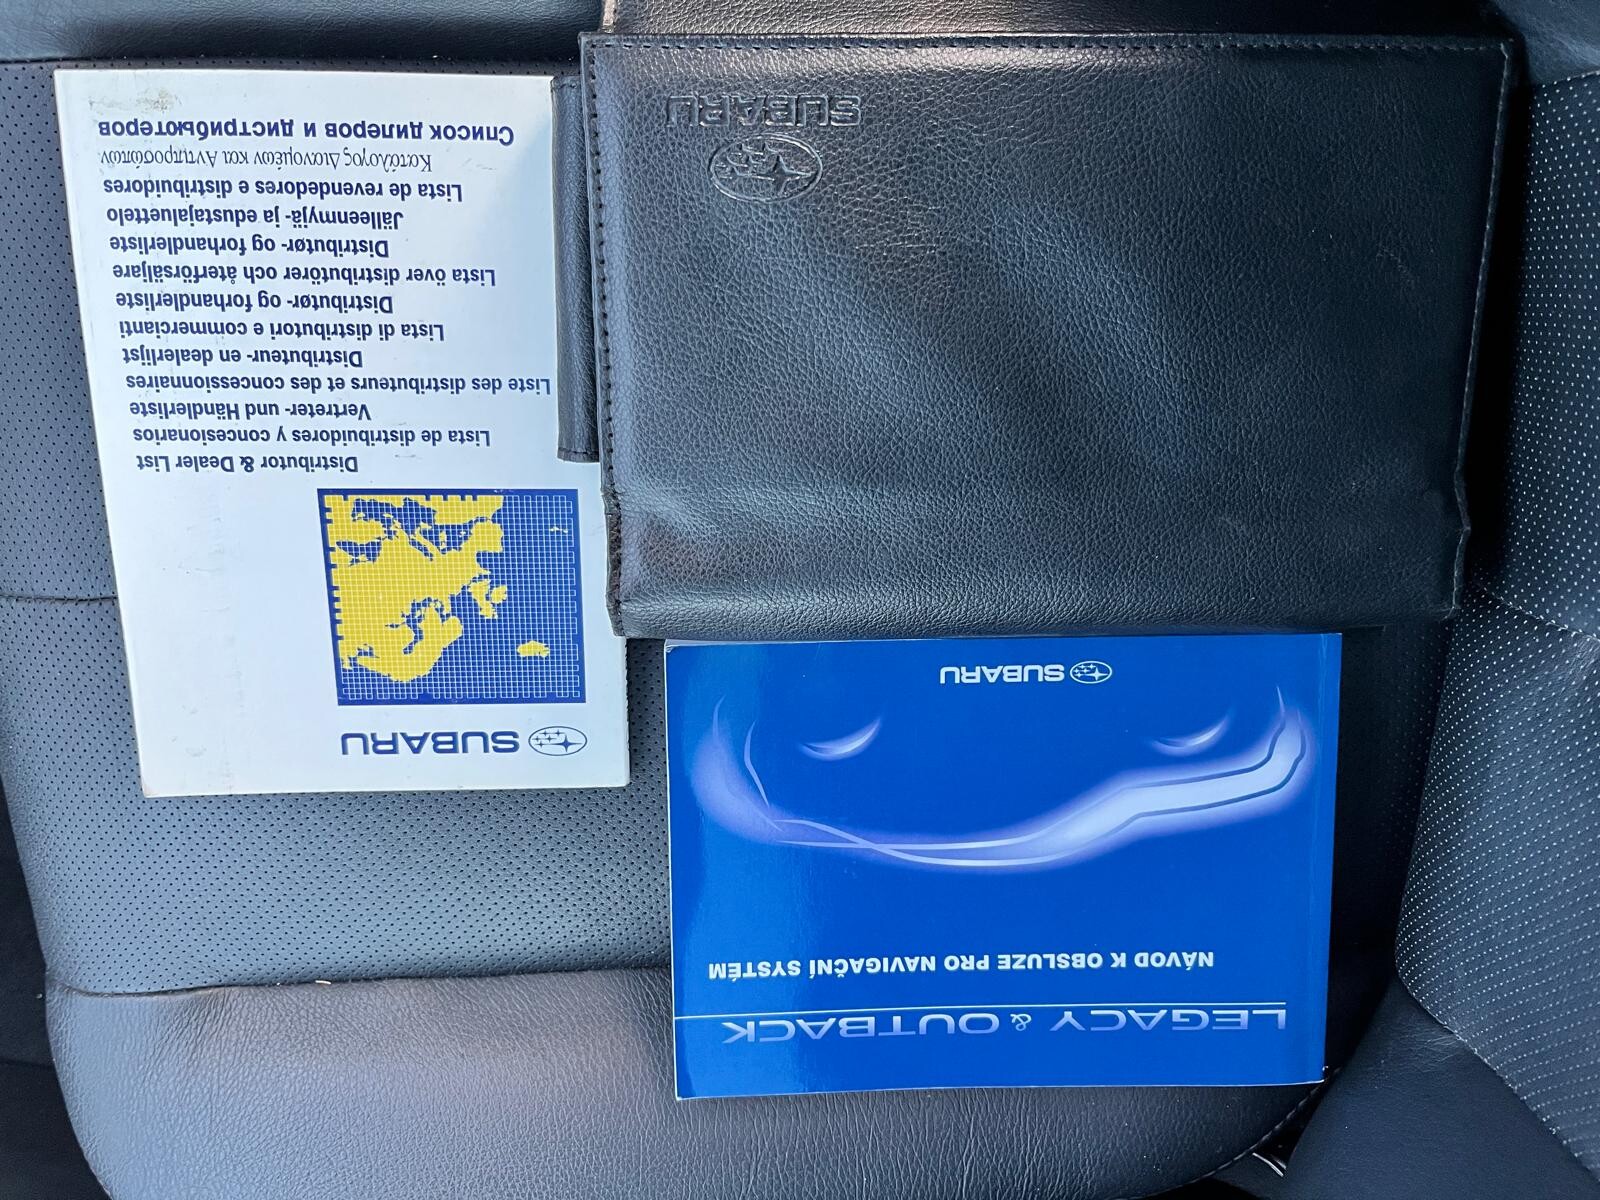 SUBARU
Distributor & Dealer List
Lista de distribuidores y concesionarios
Vertreter- und Händlerliste
Liste des distributeurs et des concessionnaires
Distributeur- en dealerlijst
Lista di distributori e commercianti
Distributør- og forhandlerliste
Lista över distributörer och återförsäljare
Distributør- og forhandlerliste
Jälleenmyjä- ja edustajaluettelo
Lista de revendedores e distribuidores
Κατάλογος Διανομέων και Αντιπροσώπων
Список дилеров и дистрибьютеров
LEGACY & OUTBACK
NÁVOD K OBSLUZE PRO NAVIGAČNÍ SYSTÉM
SUBARU
SUBARU